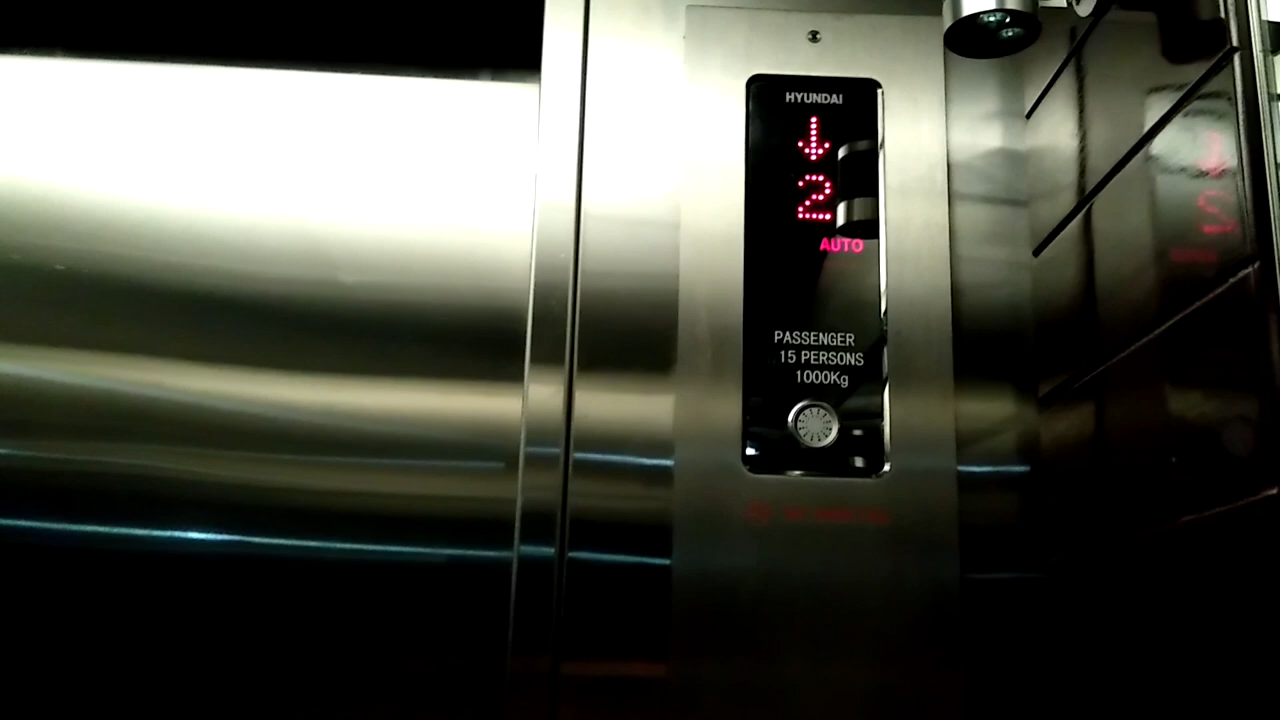 HYUNDAI
↓
2
AUTO
PASSENGER
15 PERSONS
1000Kg